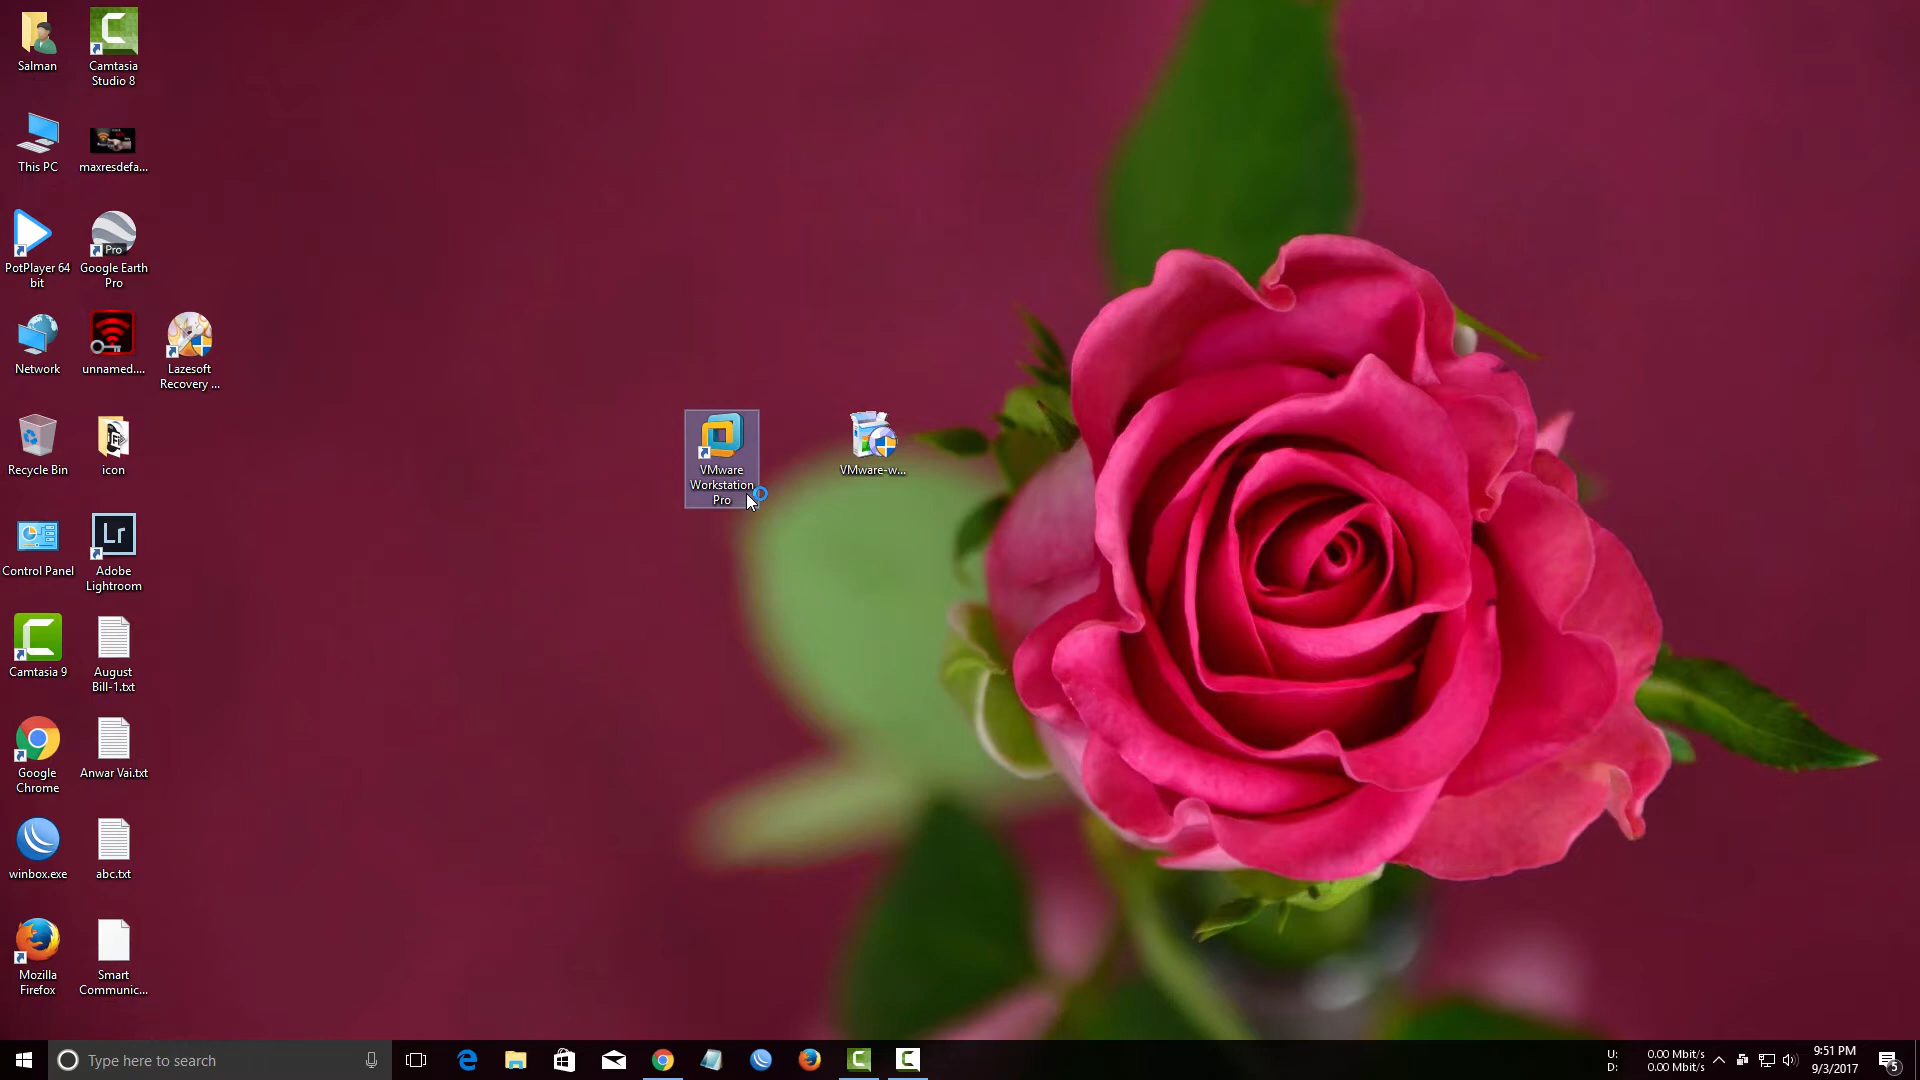 Salman
Camtasia
Studio 8
This PC
maxresdefa...
PotPlayer 64
bit
Pro
Google Earth
Pro
Network
unnamed....
Lazesoft
Recovery ...
Recycle Bin
icon
VMware
Workstation
Pro
VMware-w...
Control Panel
Lr
Adobe
Lightroom
Camtasia 9
August
Bill-1.txt
Google
Chrome
Anwar Vai.txt
winbox.exe
abc.txt
Mozilla
Firefox
Smart
Communic...
Type here to search
U: 0.00 Mbit/s
D: 0.00 Mbit/s
9:51 PM
9/3/2017
5